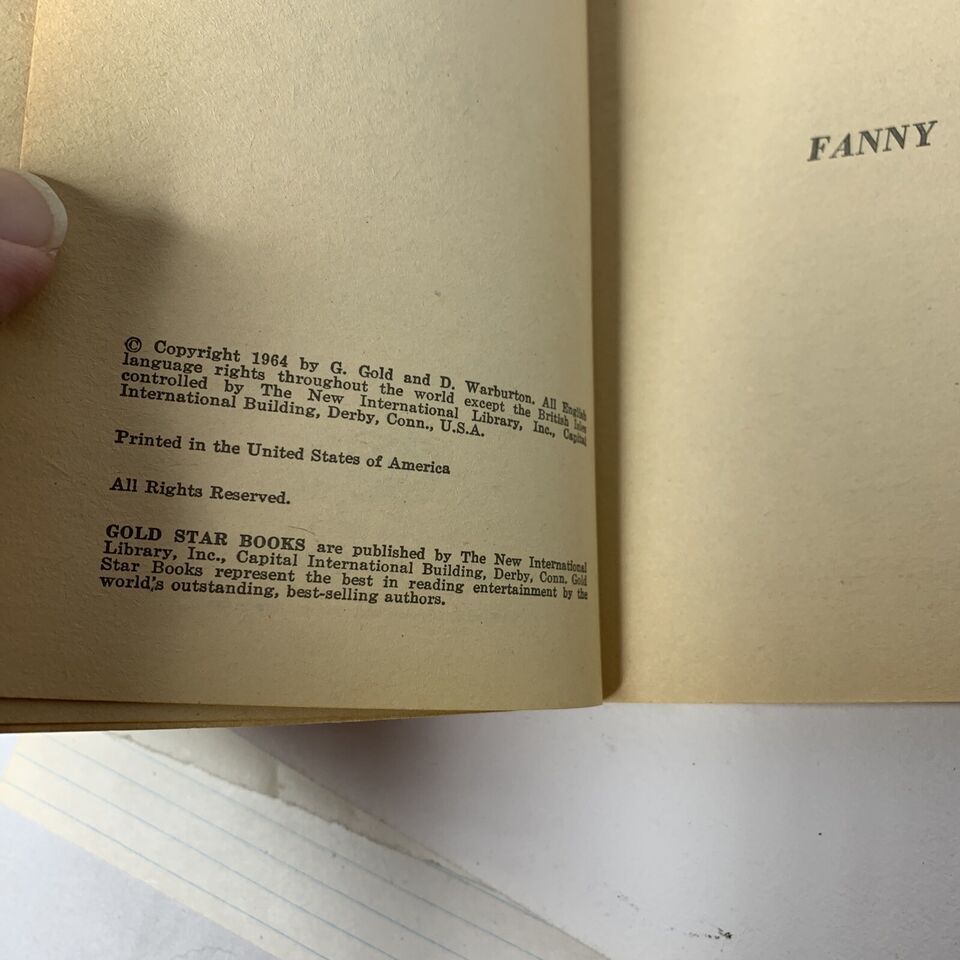 © Copyright 1964 by G. Gold and D. Warburton. All English
language rights throughout the world except the British Isles
controlled by The New International Library, Inc., Capital
International Building, Derby, Conn., U.S.A.
Printed in the United States of America
All Rights Reserved.
GOLD STAR BOOKS are published by The New International
Library, Inc., Capital International Building, Derby, Conn. Gold
Star Books represent the best in reading entertainment by the
world's outstanding, best-selling authors.
FANNY